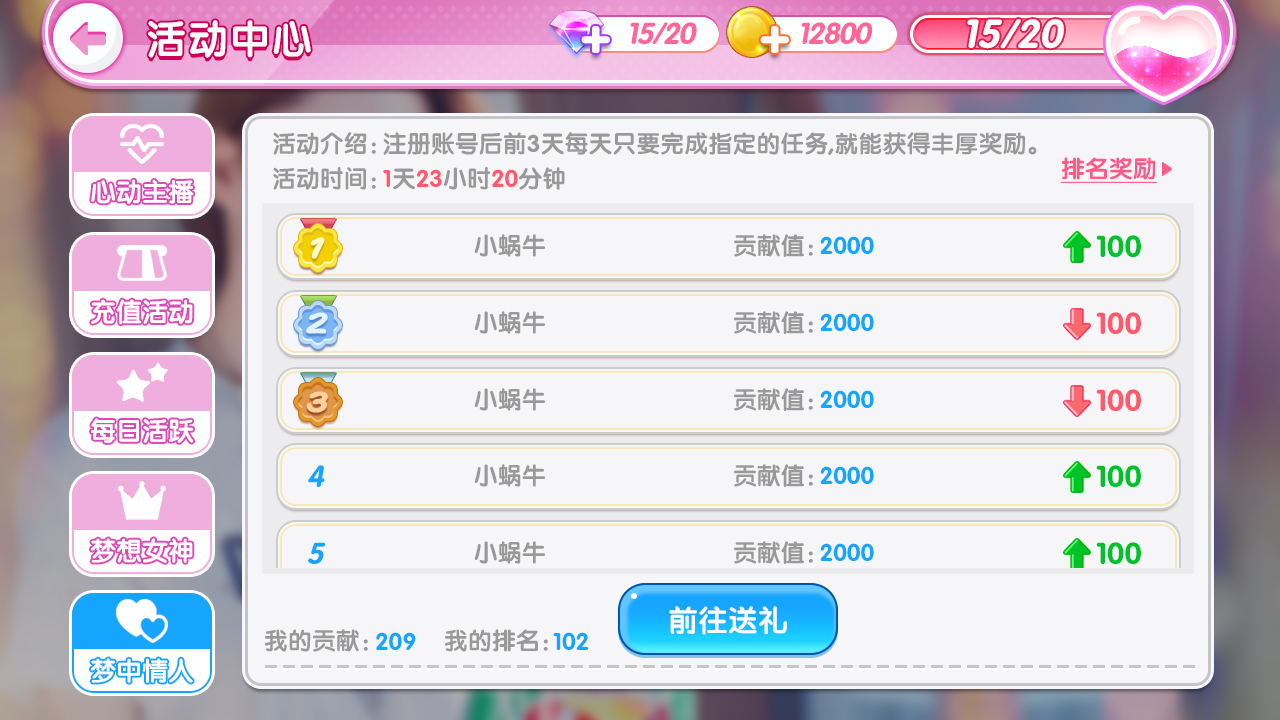 活动中心
15/20
12800
15/20
心动主播
充值活动
每日活跃
梦想女神
梦中情人
活动介绍: 注册账号后前3天每天只要完成指定的任务,就能获得丰厚奖励。
活动时间: 1天23小时20分钟
排名奖励
1 小蜗牛 贡献值: 2000 100
2 小蜗牛 贡献值: 2000 100
3 小蜗牛 贡献值: 2000 100
4 小蜗牛 贡献值: 2000 100
5 小蜗牛 贡献值: 2000 100
我的贡献: 209 我的排名: 102
前往送礼